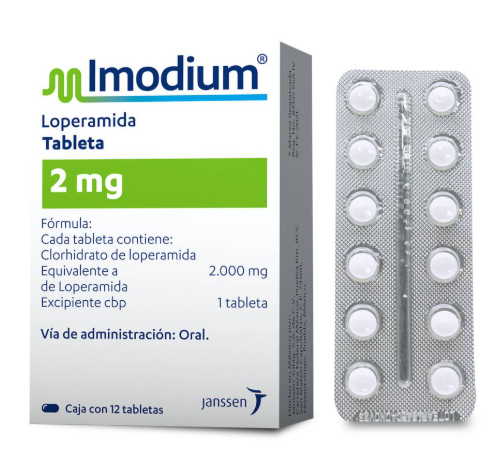 Imodium®
Loperamida
Tableta
2 mg
Fórmula:
Cada tableta contiene:
Clorhidrato de loperamida
Equivalente a 2.000 mg
de Loperamida
Excipiente cbp 1 tableta
Vía de administración: Oral.
Caja con 12 tabletas
janssen